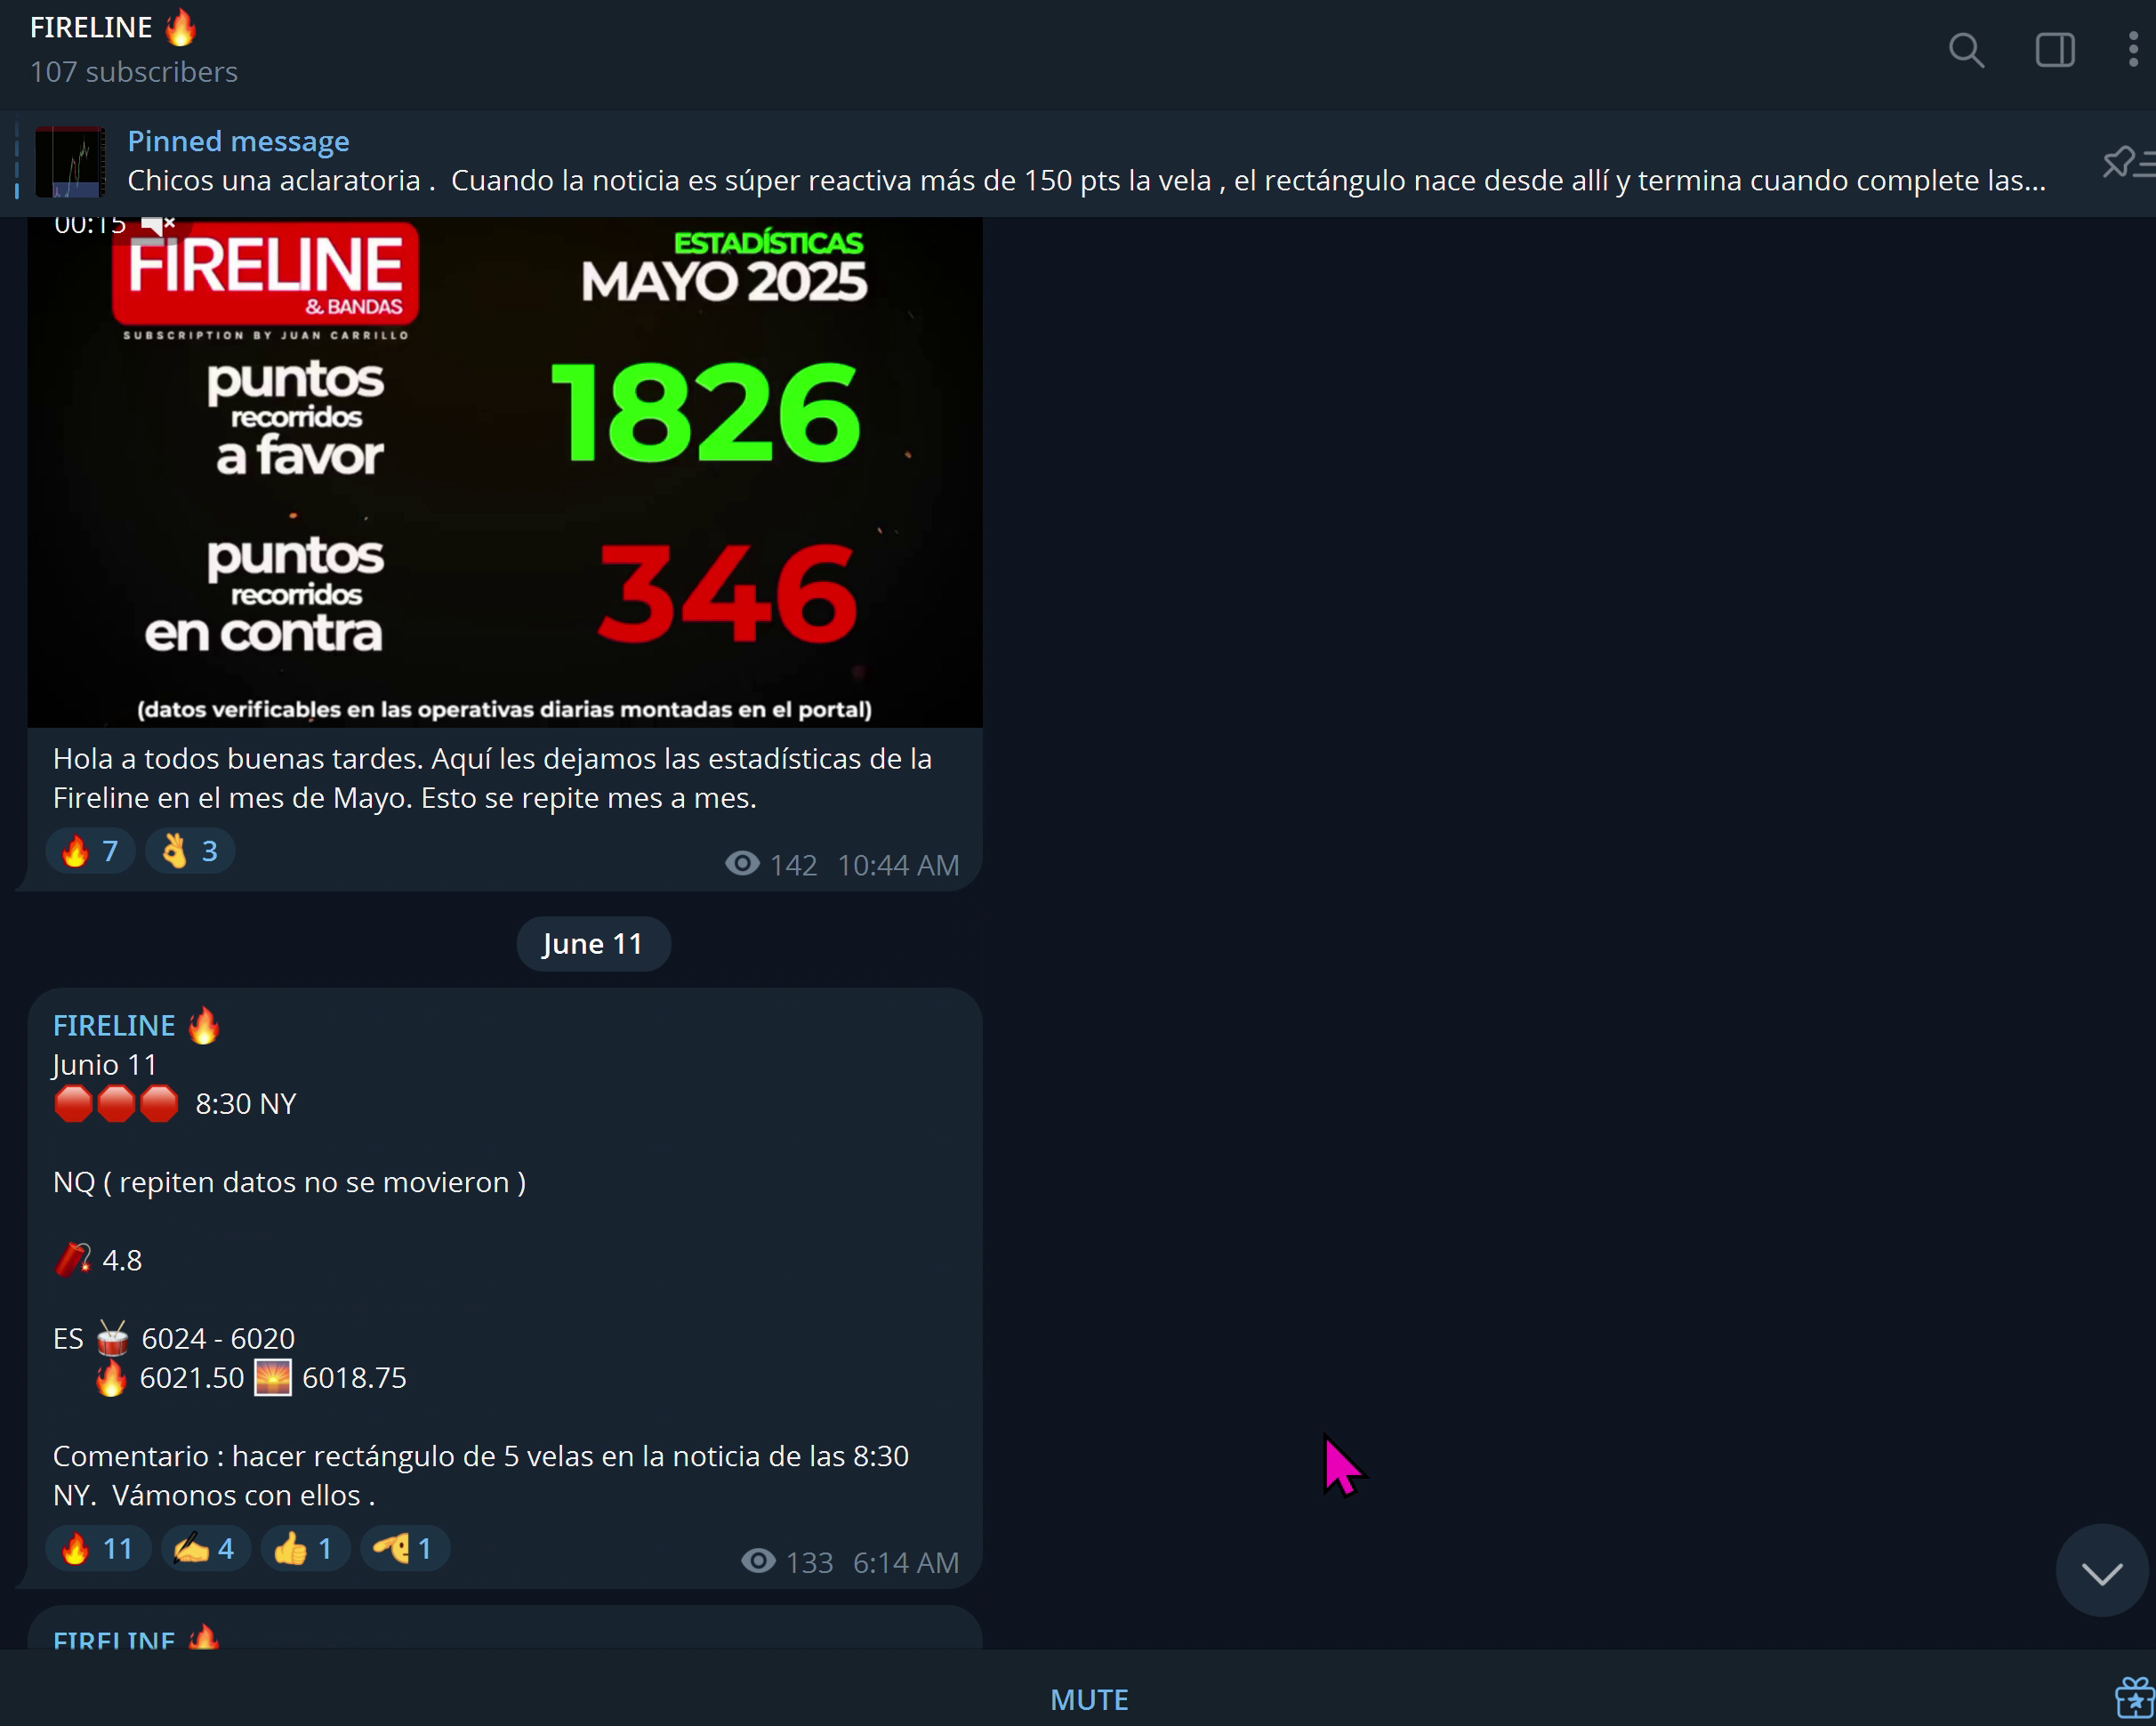 FIRELINE 🔥
107 subscribers
Pinned message
Chicos una aclaratoria . Cuando la noticia es súper reactiva más de 150 pts la vela , el rectángulo nace desde allí y termina cuando complete las...
00:15
FIRELINE
& BANDAS
SUBSCRIPTION BY JUAN CARRILLO
ESTADÍSTICAS
MAYO 2025
puntos
recorridos
a favor
1826
puntos
recorridos
en contra
346
(datos verificables en las operativas diarias montadas en el portal)
Hola a todos buenas tardes. Aquí les dejamos las estadísticas de la
Fireline en el mes de Mayo. Esto se repite mes a mes.
🔥 7 👌 3
142 10:44 AM
June 11
FIRELINE 🔥
Junio 11
🛑🛑🛑 8:30 NY
NQ ( repiten datos no se movieron )
🧨 4.8
ES 🥁 6024 - 6020
🔥 6021.50 🌅 6018.75
Comentario : hacer rectángulo de 5 velas en la noticia de las 8:30
NY. Vámonos con ellos .
🔥 11 ✍ 4 👍 1 🫡 1
133 6:14 AM
FIRELINE 🔥
MUTE